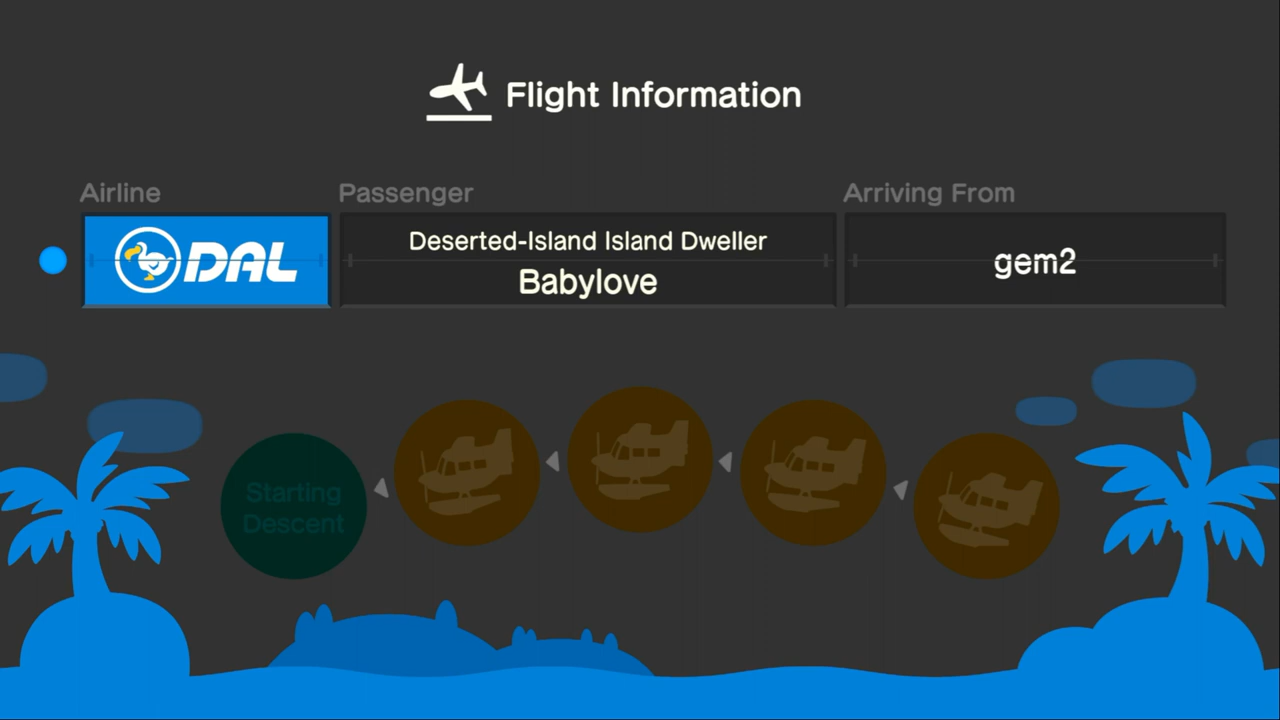 Flight Information
Airline
Passenger
Arriving From
DAL
Deserted-Island Island Dweller
Babylove
gem2
Starting
Descent